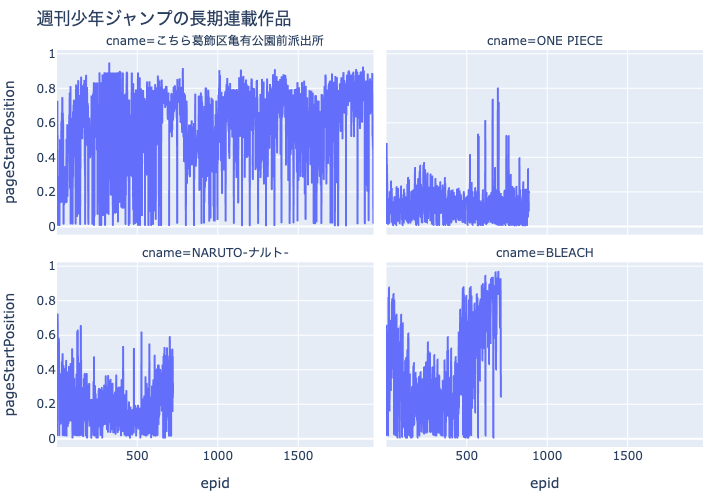 週刊少年ジャンプの長期連載作品
cname=こちら葛飾区亀有公園前派出所
cname=ONE PIECE
1
0.8
0.6
0.4
0.2
0
pageStartPosition
cname=NARUTO-ナルト-
cname=BLEACH
1
0.8
0.6
0.4
0.2
0
pageStartPosition
500
1000
1500
500
1000
1500
epid
epid